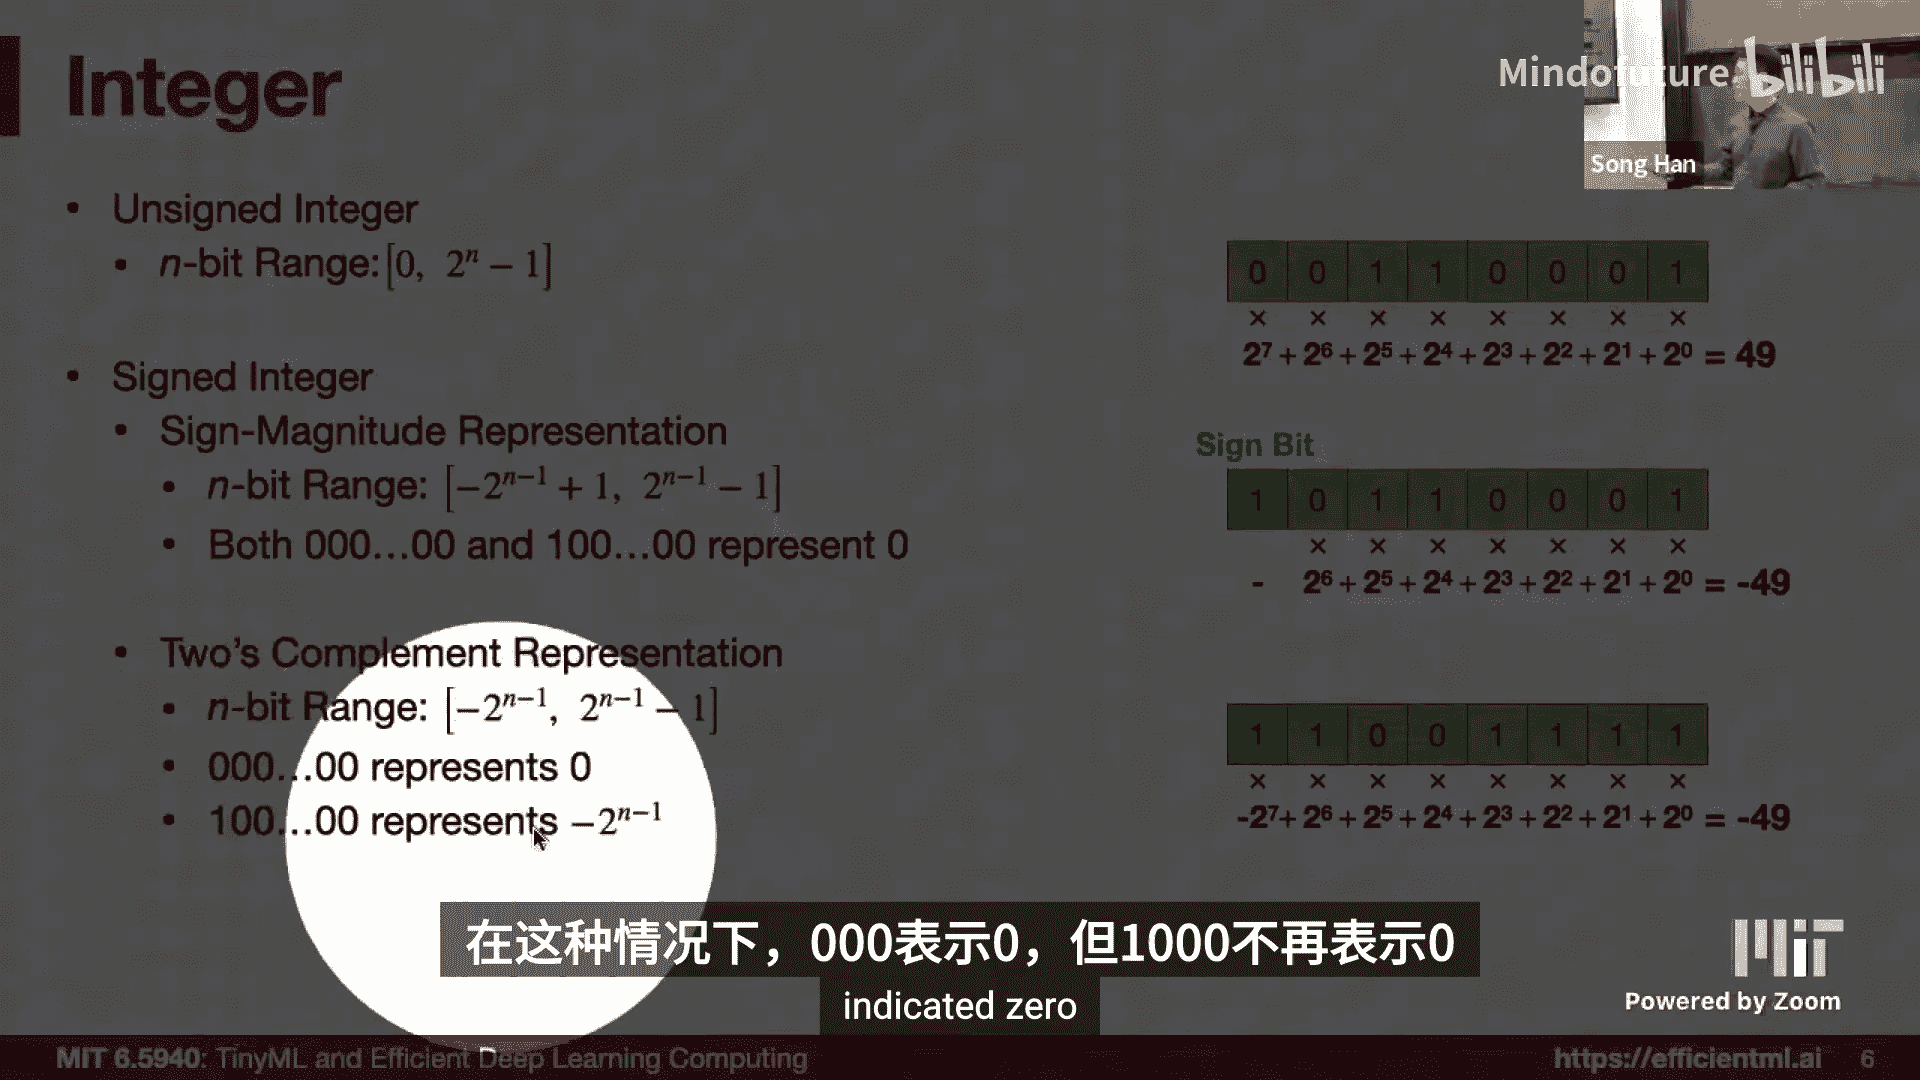 Integer
Mindofuture bilibili
Song Han
• Unsigned Integer
• n-bit Range: [0, 2ⁿ − 1]
0 0 1 1 0 0 0 1
× × × × × × × ×
2⁷ + 2⁶ + 2⁵ + 2⁴ + 2³ + 2² + 2¹ + 2⁰ = 49
• Signed Integer
• Sign-Magnitude Representation
• n-bit Range: [−2ⁿ⁻¹ + 1, 2ⁿ⁻¹ − 1]
• Both 000...00 and 100...00 represent 0
Sign Bit
1 0 1 1 0 0 0 1
× × × × × × ×
- 2⁶ + 2⁵ + 2⁴ + 2³ + 2² + 2¹ + 2⁰ = -49
• Two's Complement Representation
• n-bit Range: [−2ⁿ⁻¹, 2ⁿ⁻¹ − 1]
• 000...00 represents 0
• 100...00 represents −2ⁿ⁻¹
1 1 0 0 1 1 1 1
× × × × × × × ×
-2⁷+ 2⁶ + 2⁵ + 2⁴ + 2³ + 2² + 2¹ + 2⁰ = -49
在这种情况下，000表示0，但1000不再表示0
indicated zero
MIT
Powered by Zoom
MIT 6.5940: TinyML and Efficient Deep Learning Computing
https://efficientml.ai 6